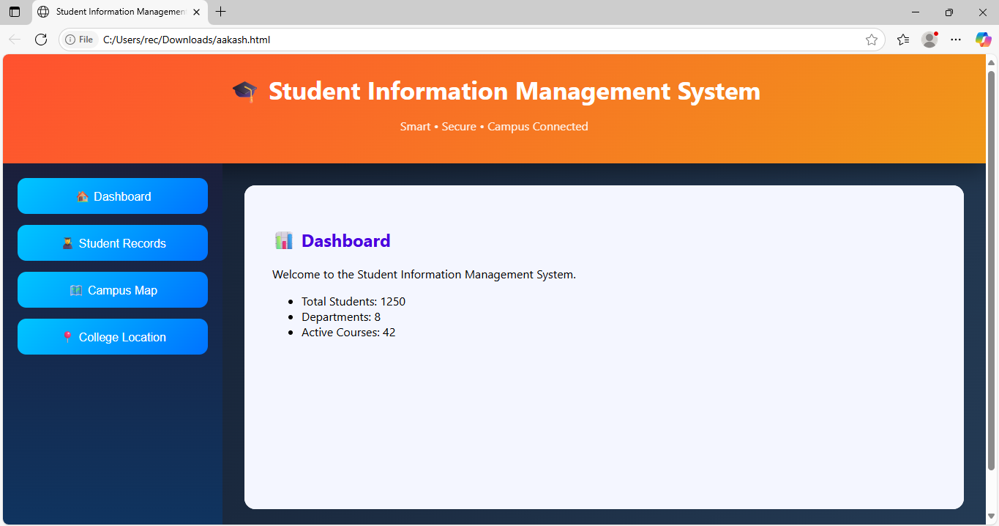 Student Information Managemen
File C:/Users/rec/Downloads/aakash.html
🎓 Student Information Management System
Smart • Secure • Campus Connected
🏠 Dashboard
👨‍🎓 Student Records
🗺️ Campus Map
📍 College Location
📊 Dashboard
Welcome to the Student Information Management System.
• Total Students: 1250
• Departments: 8
• Active Courses: 42